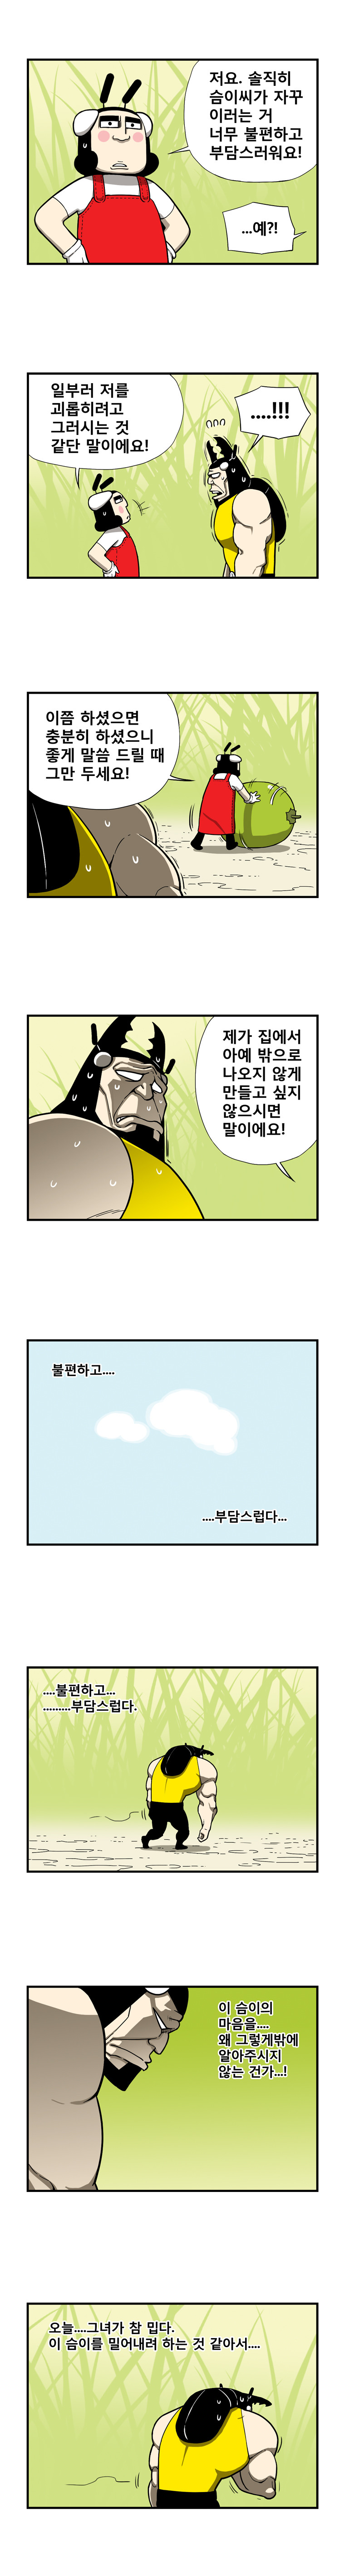 저요. 솔직히
슴이씨가 자꾸
이러는 거
너무 불편하고
부담스러워요!
...예?!
일부러 저를
괴롭히려고
그러시는 것
같단 말이에요!
....!!!
이쯤 하셨으면
충분히 하셨으니
좋게 말씀 드릴 때
그만 두세요!
제가 집에서
아예 밖으로
나오지 않게
만들고 싶지
않으시면
말이에요!
불편하고....
....부담스럽다...
....불편하고...
.........부담스럽다.
이 슴이의
마음을....
왜 그렇게밖에
알아주시지
않는 건가...!
오늘....그녀가 참 밉다.
이 슴이를 밀어내려 하는 것 같아서....